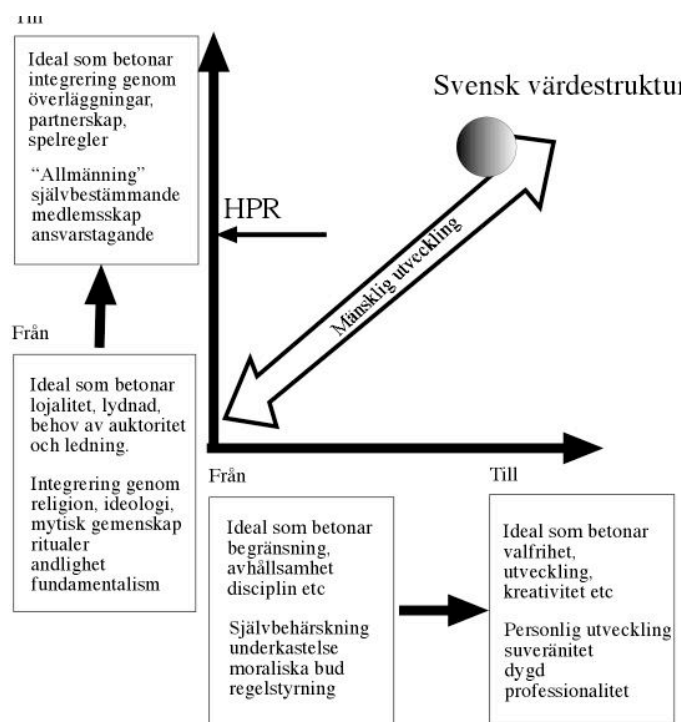 Till
Ideal som betonar
integrering genom
överläggningar,
partnerskap,
spelregler
“Allmänning”
självbestämmande
medlemsskap
ansvarstagande
Svensk värdestruktur
HPR
Mänsklig utveckling
Från
Ideal som betonar
lojalitet, lydnad,
behov av auktoritet
och ledning.
Integrering genom
religion, ideologi,
mytisk gemenskap
ritualer
andlighet
fundamentalism
Från
Till
Ideal som betonar
begränsning,
avhållsamhet
disciplin etc
Självbehärskning
underkastelse
moraliska bud
regelstyrning
Ideal som betonar
valfrihet,
utveckling,
kreativitet etc
Personlig utveckling
suveränitet
dygd
professionalitet